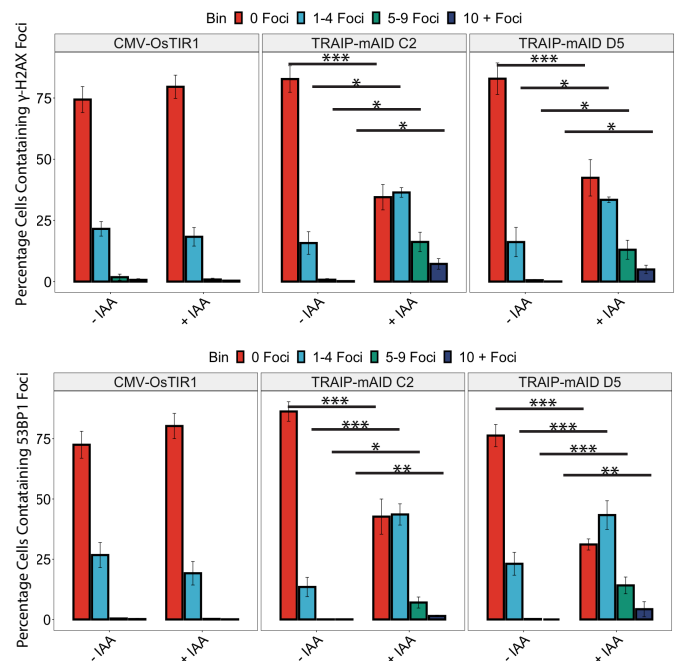 Bin 0 Foci 1-4 Foci 5-9 Foci 10 + Foci
CMV-OsTIR1 TRAIP-mAID C2 TRAIP-mAID D5
Percentage Cells Contataining γ-H2AX Foci
*** ***
* *
* *
* *
75
50
25
0
- IAA + IAA - IAA + IAA - IAA + IAA
Bin 0 Foci 1-4 Foci 5-9 Foci 10 + Foci
CMV-OsTIR1 TRAIP-mAID C2 TRAIP-mAID D5
Percentage Cells Contataining 53BP1 Foci
*** ***
*** ***
* ***
** **
75
50
25
0
- IAA + IAA - IAA + IAA - IAA + IAA